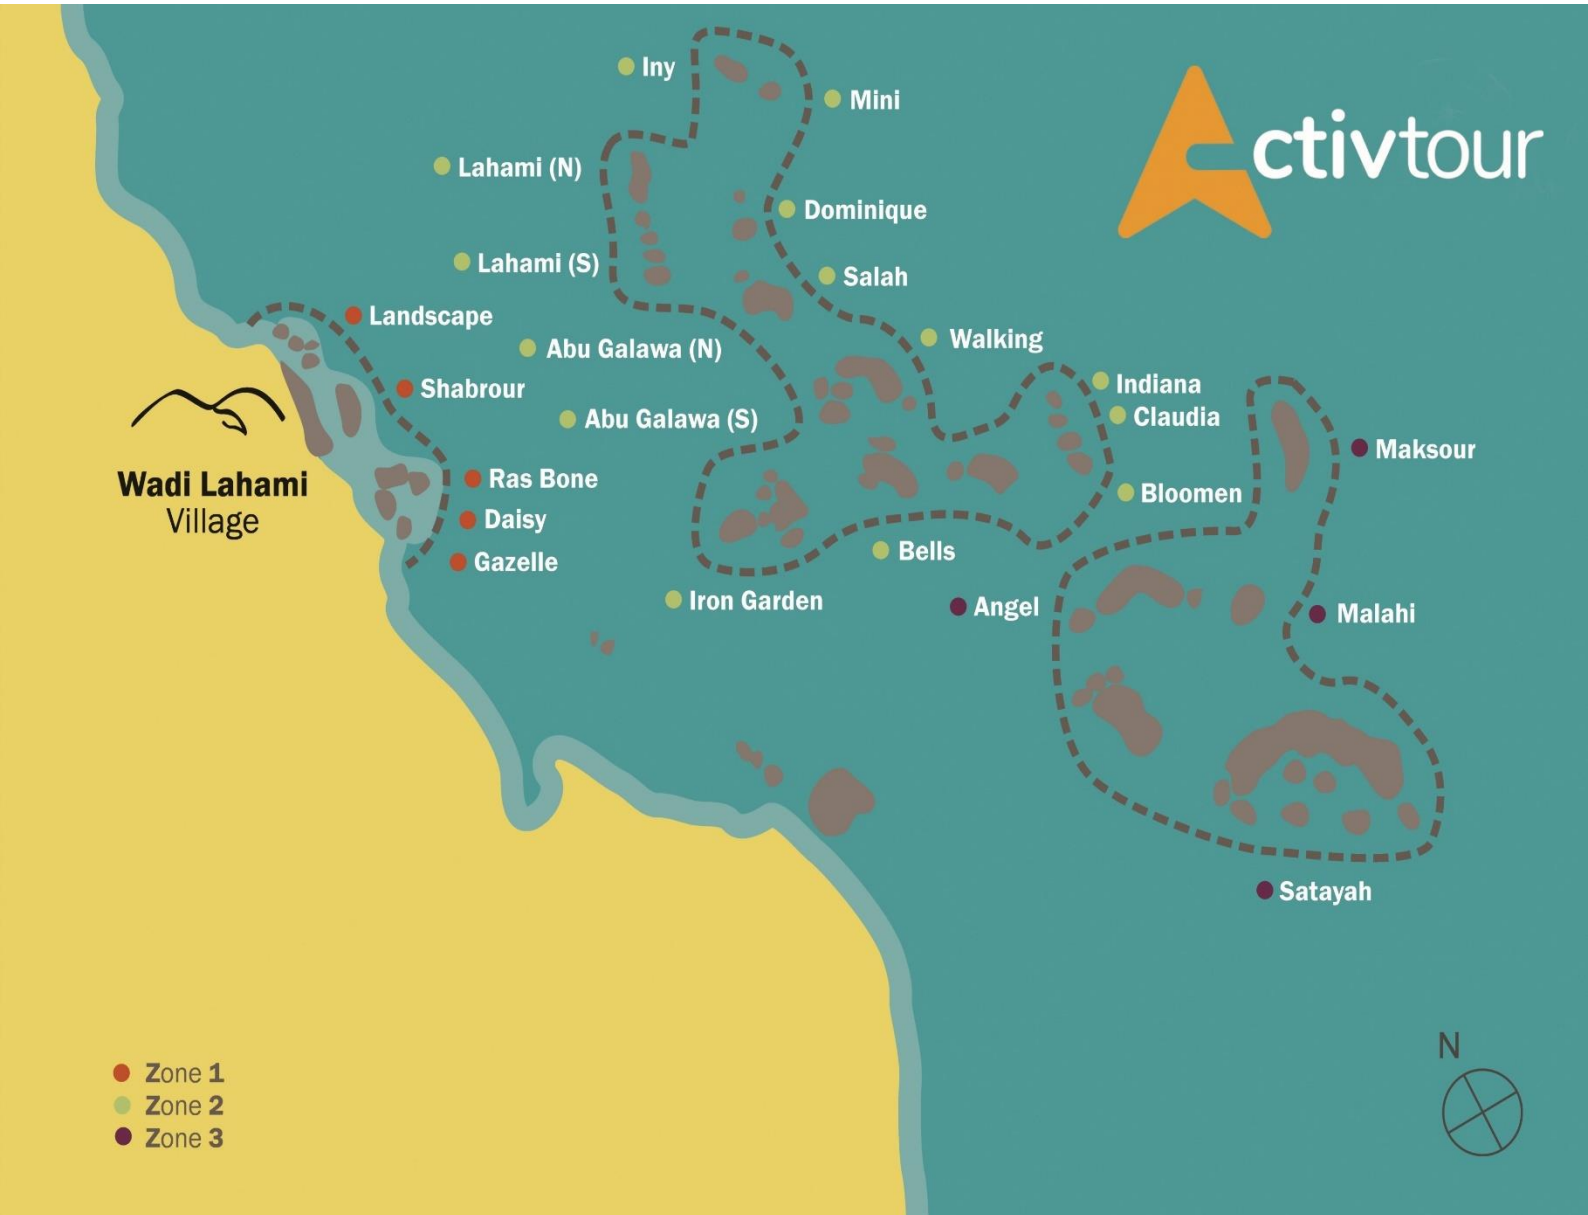 Iny
Mini
Activtour
Lahami (N)
Dominique
Lahami (S)
Salah
Landscape
Abu Galawa (N)
Walking
Shabrour
Indiana
Abu Galawa (S)
Claudia
Maksour
Wadi Lahami
Village
Ras Bone
Bloomen
Daisy
Bells
Gazelle
Iron Garden
Angel
Malahi
Satayah
N
Zone 1
Zone 2
Zone 3